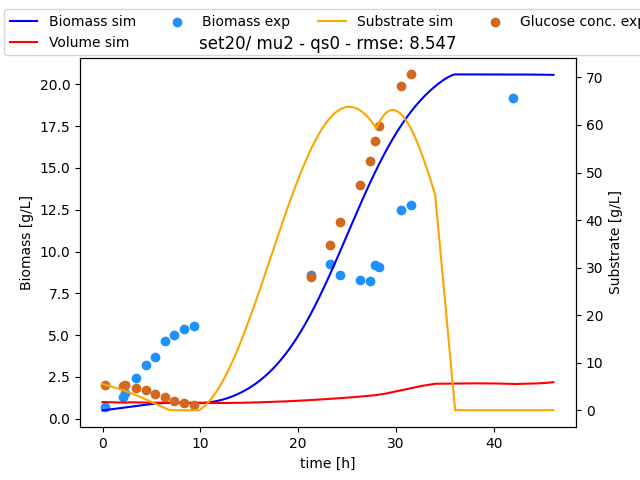 Biomass sim Biomass exp Substrate sim Glucose conc. exp
Volume sim
set20/ mu2 - qs0 - rmse: 8.547
20.0
17.5
15.0
12.5
10.0
7.5
5.0
2.5
0.0
Biomass [g/L]
70
60
50
40
30
20
10
0
Substrate [g/L]
0 10 20 30 40
time [h]